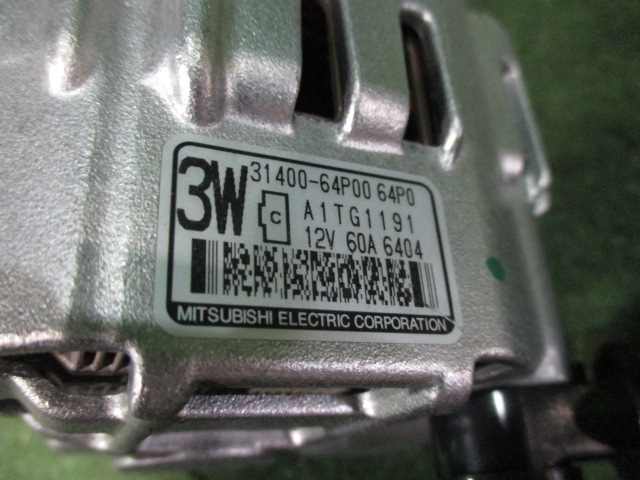 3W
31400-64P00 64P0
C
A1TG1191
12V 60A 6404
MITSUBISHI ELECTRIC CORPORATION